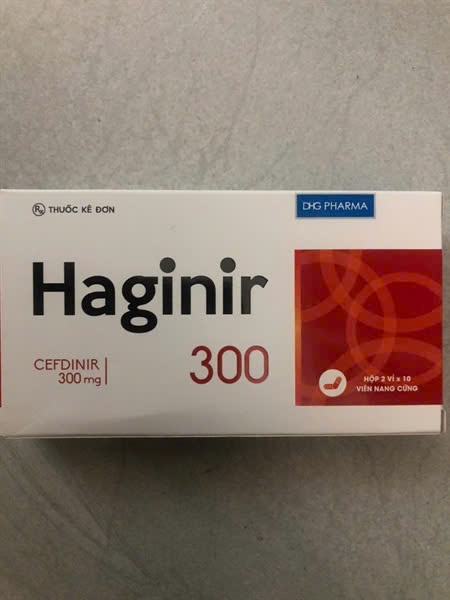 Rx THUỐC KÊ ĐƠN
DHG PHARMA
Haginir
CEFDINIR
300 mg
300
HỘP 2 VỈ x 10
VIÊN NANG CỨNG